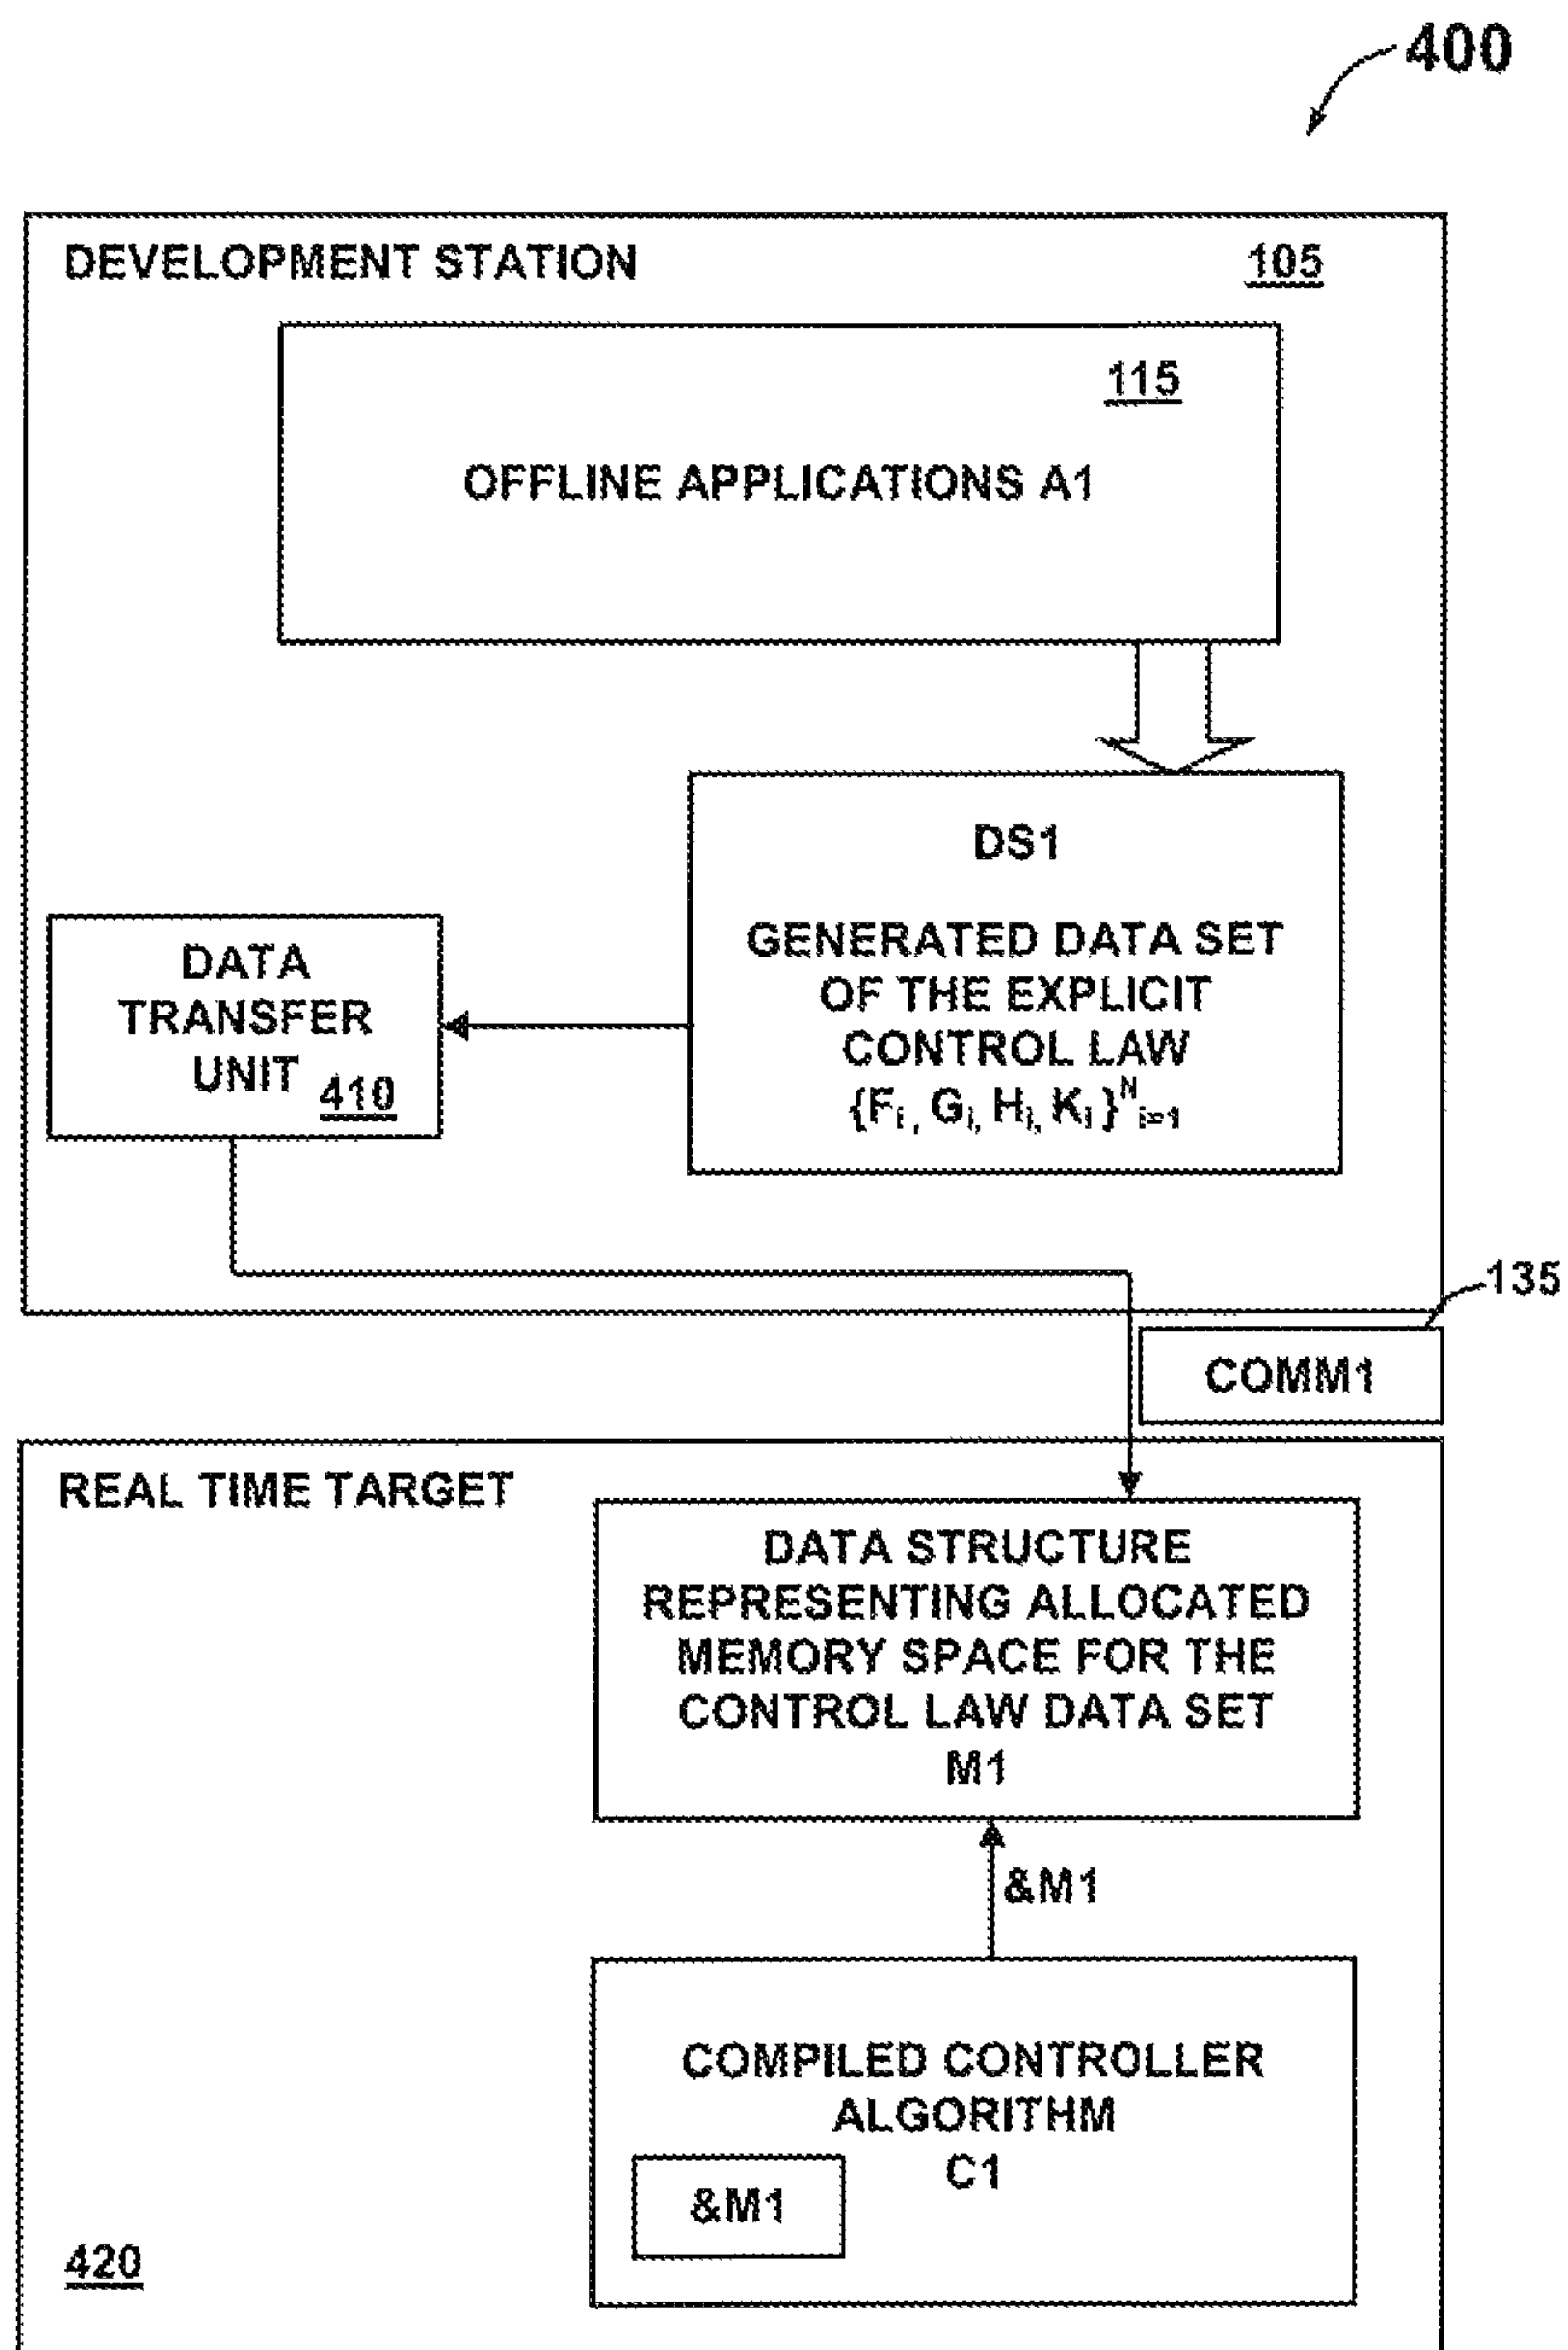 400
DEVELOPMENT STATION 105
115
OFFLINE APPLICATIONS A1
DS1
GENERATED DATA SET
OF THE EXPLICIT
CONTROL LAW
{Fi, Gi, Hi, Ki}N i=1
DATA
TRANSFER
UNIT 410
135
COMM1
REAL TIME TARGET
DATA STRUCTURE
REPRESENTING ALLOCATED
MEMORY SPACE FOR THE
CONTROL LAW DATA SET
M1
&M1
COMPILED CONTROLLER
ALGORITHM
C1
&M1
420